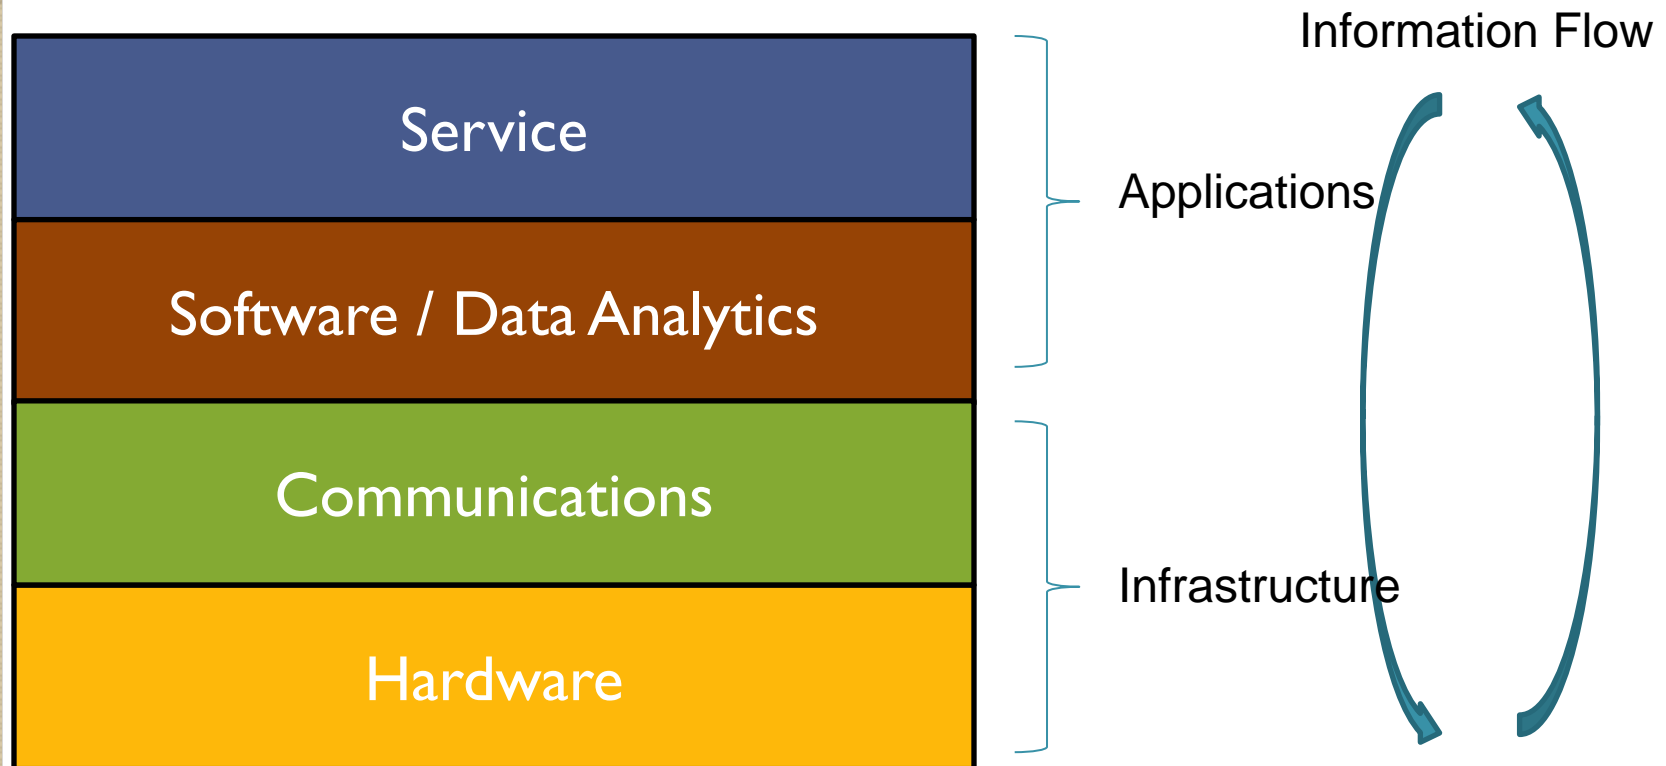 Information Flow
Service
Applications
Software / Data Analytics
Communications
Infrastructure
Hardware